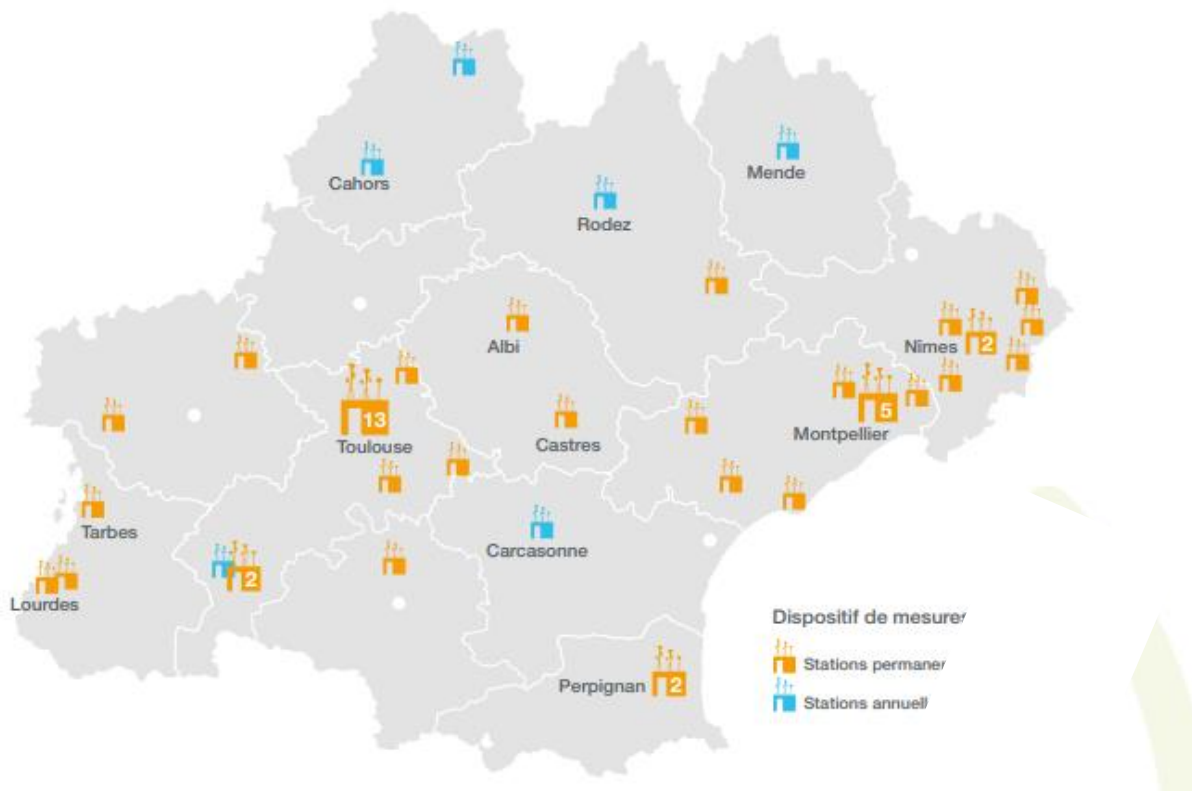 Cahors
Mende
Rodez
Albi
Nîmes
2
13
Toulouse
Castres
5
Montpellier
Tarbes
Carcasonne
2
Lourdes
Perpignan
2
Dispositif de mesure
Stations permaner
Stations annuell